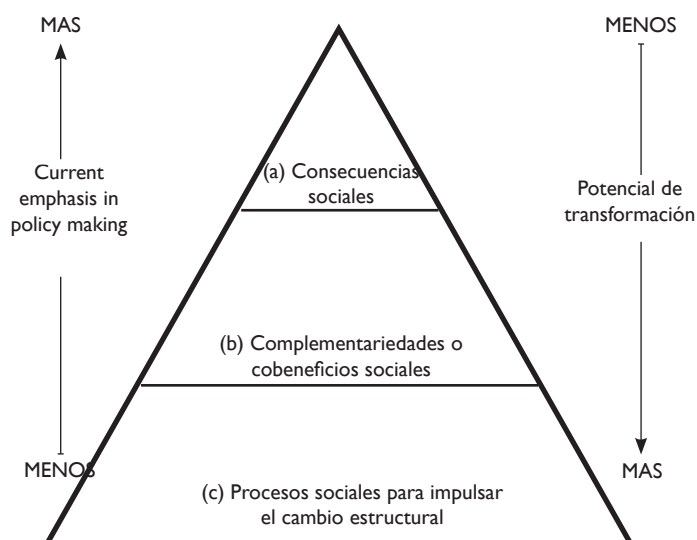 MAS
MENOS
Current
emphasis in
policy making
(a) Consecuencias
sociales
Potencial de
transformación
(b) Complementariedades o
cobeneficios sociales
MENOS
MAS
(c) Procesos sociales para impulsar
el cambio estructural